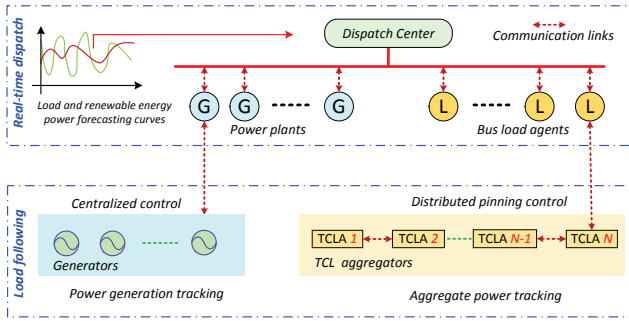 Real-time dispatch
Dispatch Center
Communication links
Load and renewable energy
power forecasting curves
G G G L L L
Power plants
Bus load agents
Load following
Centralized control
Distributed pinning control
Generators
TCLA 1 TCLA 2 TCLA N-1 TCLA N
TCL aggregators
Power generation tracking
Aggregate power tracking